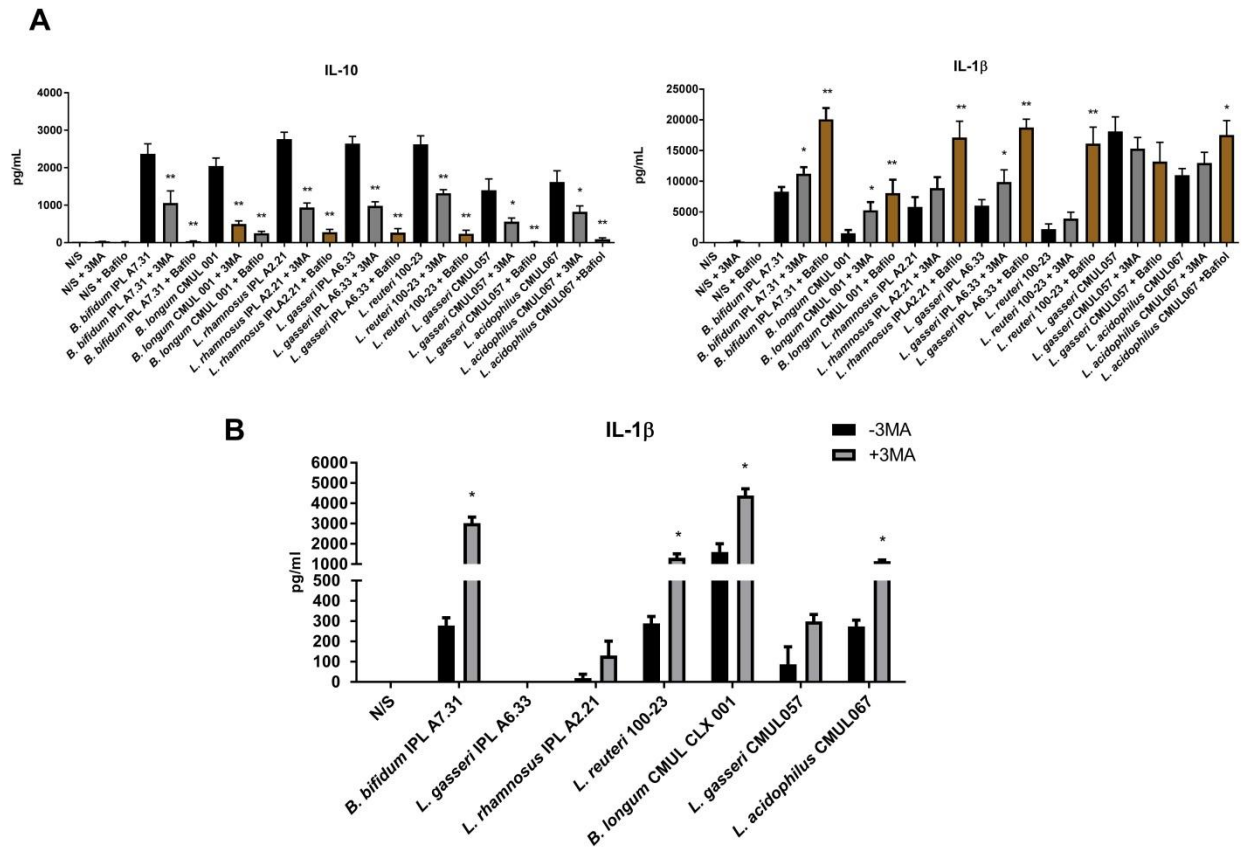 A
IL-10
4000
3000
2000
1000
0
pg/mL
N/S
N/S + 3MA
N/S + Bafilo
B. bifidum IPL A7.31
B. bifidum IPL A7.31 + 3MA
B. bifidum IPL A7.31 + Bafilo
B. longum CMUL 001
B. longum CMUL 001 + 3MA
B. longum CMUL 001 + Bafilo
L. rhamnosus IPL A2.21
L. rhamnosus IPL A2.21 + 3MA
L. rhamnosus IPLA2.21 + Bafilo
L. gasseri IPL A6.33
L. gasseri IPL A6.33 + 3MA
L. gasseri IPL A6.33 + Bafilo
L. reuteri 100-23
L. reuteri 100-23 + 3MA
L. reuteri 100-23 + Bafilo
L. gasseri CMUL057
L. gasseri CMUL057 + 3MA
L. gasseri CMUL057 + Bafilo
L. acidophilus CMUL067
L. acidophilus CMUL067 + 3MA
L. acidophilus CMUL067 +Bafiol
IL-1β
25000
20000
15000
10000
5000
0
pg/mL
N/S
N/S + 3MA
N/S + Bafilo
B. bifidum IPL A7.31
B. bifidum IPL A7.31 + 3MA
B. bifidum IPL A7.31 + Bafilo
B. longum CMUL 001
B. longum CMUL 001 + 3MA
B. longum CMUL 001 + Bafilo
L. rhamnosus IPL A2.21
L. rhamnosus IPL A2.21 + 3MA
L. rhamnosus IPLA2.21 + Bafilo
L. gasseri IPL A6.33
L. gasseri IPL A6.33 + 3MA
L. gasseri IPL A6.33 + Bafilo
L. reuteri 100-23
L. reuteri 100-23 + 3MA
L. reuteri 100-23 + Bafilo
L. gasseri CMUL057
L. gasseri CMUL057 + 3MA
L. gasseri CMUL057 + Bafilo
L. acidophilus CMUL067
L. acidophilus CMUL067 + 3MA
L. acidophilus CMUL067 +Bafiol
B
IL-1β
-3MA
+3MA
6000
5000
4000
3000
2000
1000
500
400
300
200
100
0
pg/ml
N/S
B. bifidum IPL A7.31
L. gasseri IPL A6.33
L. rhamnosus IPL A2.21
L. reuteri 100-23
B. longum CMUL CLX 001
L. gasseri CMUL057
L. acidophilus CMUL067